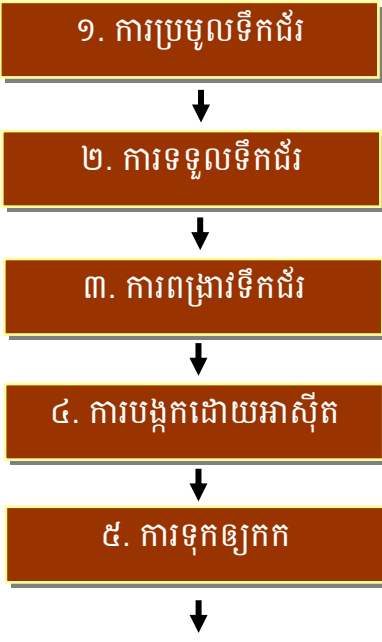 ១. ការប្រមូលទឹកជ័រ
២. ការទទួលទឹកជ័រ
៣. ការពង្រាវទឹកជ័រ
៤. ការបង្កកដោយអាស៊ីត
៥. ការទុកឲ្យកក